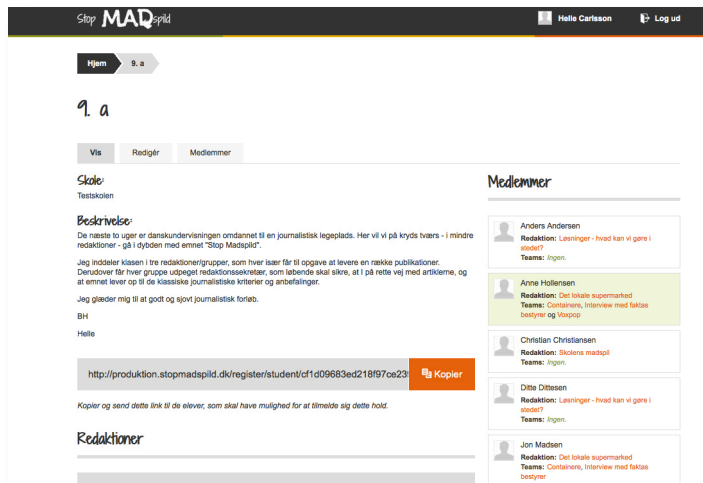 Stop MADspild
Helle Carlsson
Log ud
Hjem
9. a
9. a
Vis
Redigér
Medlemmer
Skole:
Testskolen
Beskrivelse:
De næste to uger er danskundervisningen omdannet til en journalistisk legeplads. Her vil vi på kryds tværs - i mindre
redaktioner - gå i dybden med emnet "Stop Madspild".
Jeg inddeler klasen i tre redaktioner/grupper, som hver især får til opgave at levere en række publikationer.
Derudover får hver gruppe udpeget redaktionssekretær, som løbende skal sikre, at I på rette vej med artiklerne, og
at emnet lever op til de klassiske journalistiske kriterier og anbefalinger.
Jeg glæder mig til at godt og sjovt journalistisk forløb.
BH
Helle
http://produktion.stopmadspild.dk/register/student/cf1d09683ed218f97ce23
Kopier
Kopier og send dette link til de elever, som skal have mulighed for at tilmelde sig dette hold.
Redaktioner
Medlemmer
Anders Andersen
Redaktion: Løsninger - hvad kan vi gøre i
stedet?
Teams: Ingen.
Anne Hollensen
Redaktion: Det lokale supermarked
Teams: Containere, Interview med faktas
bestyrer og Voxpop
Christian Christiansen
Redaktion: Skolens madspil
Teams: Ingen.
Ditte Dittesen
Redaktion: Løsninger - hvad kan vi gøre i
stedet?
Teams: Ingen.
Jon Madsen
Redaktion: Det lokale supermarked
Teams: Containere, Interview med faktas
bestyrer